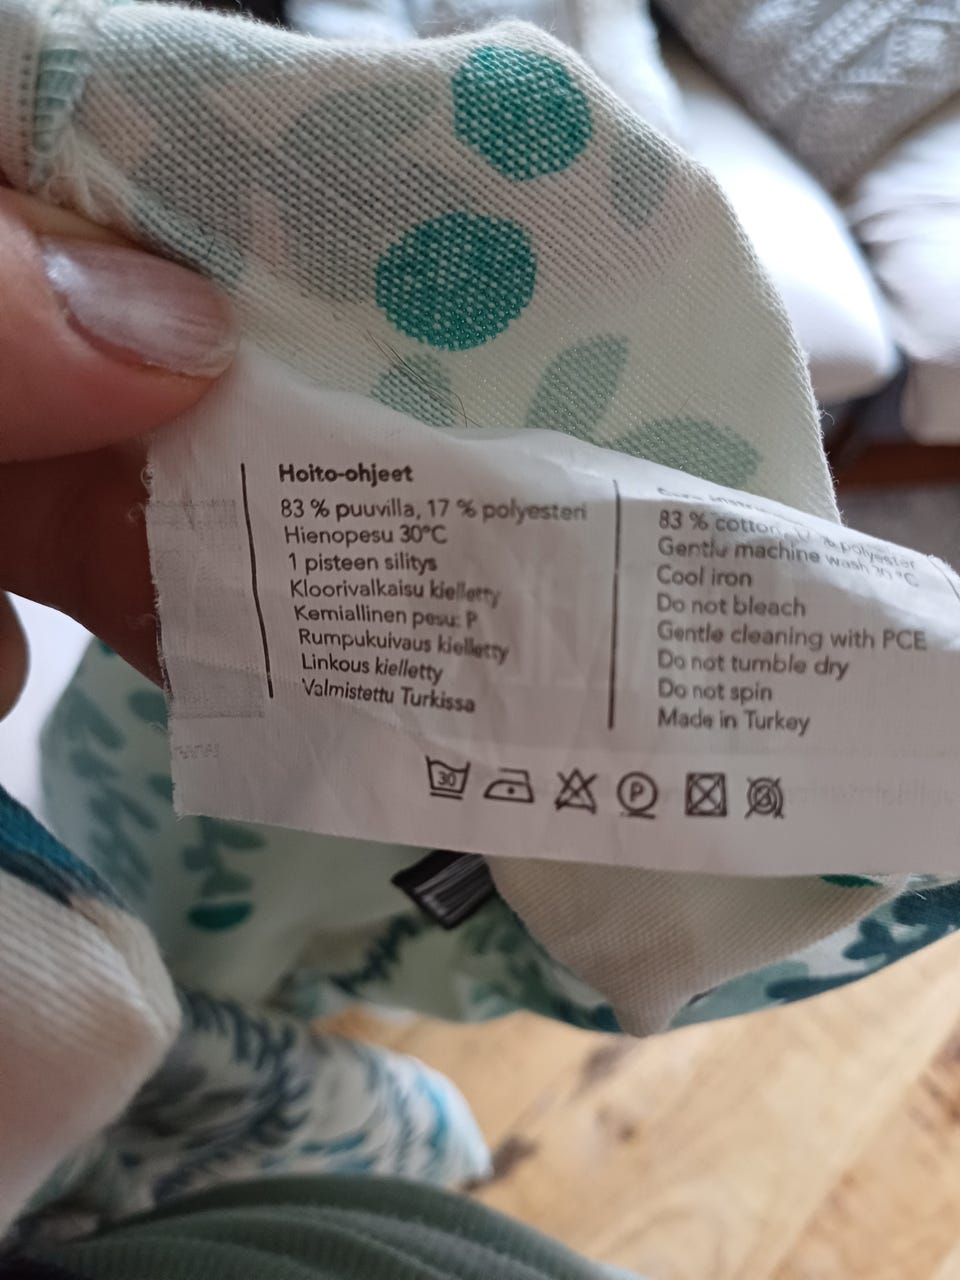 Hoito-ohjeet
83 % puuvilla, 17 % polyesteri
Hienopesu 30°C
1 pisteen silitys
Kloorivalkaisu kielletty
Kemiallinen pesu: P
Rumpukuivaus kielletty
Linkous kielletty
Valmistettu Turkissa
83 % cotton, % polyester
Gentle machine wash 30 °C
Cool iron
Do not bleach
Gentle cleaning with PCE
Do not tumble dry
Do not spin
Made in Turkey
30
P